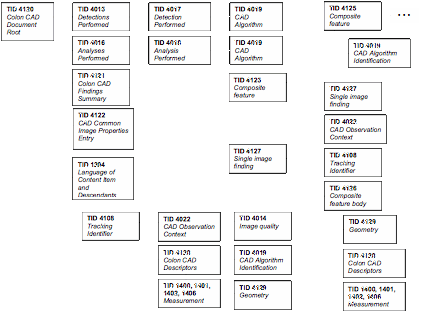 TID 4130
Colon CAD
Document
Root
TID 4013
Detections
Performed
TID 4017
Detection
Performed
TID 4019
CAD
Algorithm
TID 4125
Composite
feature
...
TID 4016
Analyses
Performed
TID 4018
Analysis
Performed
TID 4019
CAD
Algorithm
TID 4019
CAD Algorithm
Identification
TID 4121
Colon CAD
Findings
Summary
TID 4123
Composite
feature
TID 4127
Single image
finding
TID 4122
CAD Common
Image Properties
Entry
TID 4022
CAD Observation
Context
TID 1204
Language of
Content Item
and
Descendants
TID 4127
Single image
finding
TID 4108
Tracking
Identifier
TID 4126
Composite
feature body
TID 4108
Tracking
Identifier
TID 4022
CAD Observation
Context
TID 4014
Image quality
TID 4129
Geometry
TID 4120
Colon CAD
Descriptors
TID 4019
CAD Algorithm
Identification
TID 4120
Colon CAD
Descriptors
TID 1400, 1401,
1403, 1406
Measurement
TID 4129
Geometry
TID 1400, 1401,
1402, 1406
Measurement